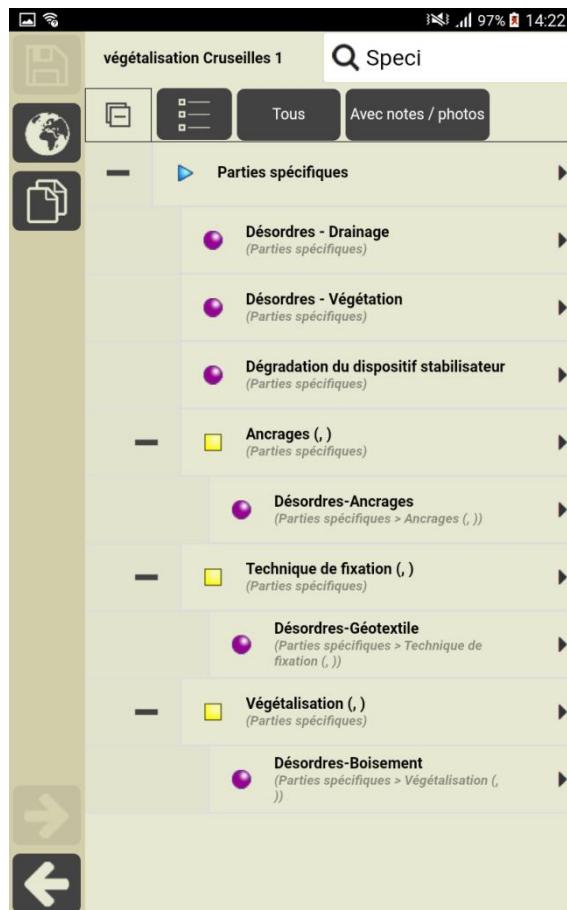 97% 14:22
végétalisation Cruseilles 1
Speci
Tous
Avec notes / photos
Parties spécifiques
Désordres - Drainage
(Parties spécifiques)
Désordres - Végétation
(Parties spécifiques)
Dégradation du dispositif stabilisateur
(Parties spécifiques)
Ancrages (, )
(Parties spécifiques)
Désordres-Ancrages
(Parties spécifiques > Ancrages (, ))
Technique de fixation (, )
(Parties spécifiques)
Désordres-Géotextile
(Parties spécifiques > Technique de
fixation (, ))
Végétalisation (, )
(Parties spécifiques)
Désordres-Boisement
(Parties spécifiques > Végétalisation (,
))